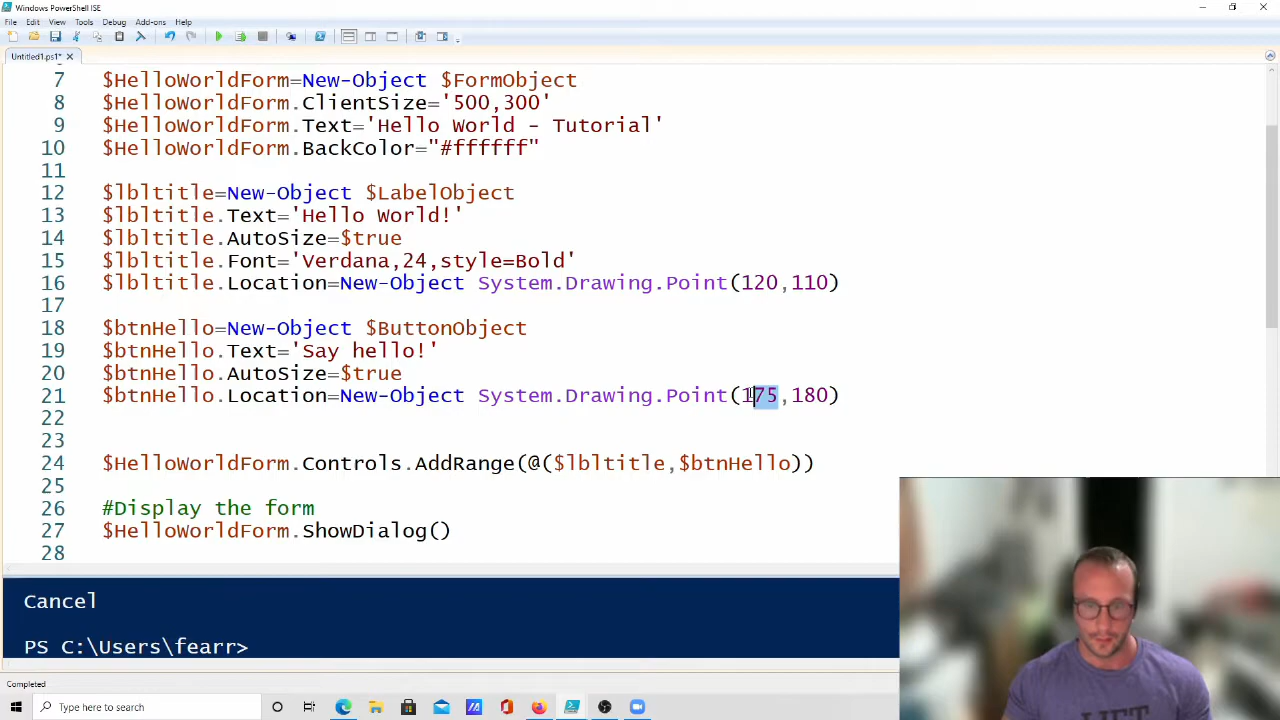 Windows PowerShell ISE
File Edit View Tools Debug Add-ons Help
Untitled1.ps1*
7 $HelloWorldForm=New-Object $FormObject
8 $HelloWorldForm.ClientSize='500,300'
9 $HelloWorldForm.Text='Hello World - Tutorial'
10 $HelloWorldForm.BackColor="#ffffff"
11
12 $lbltitle=New-Object $LabelObject
13 $lbltitle.Text='Hello World!'
14 $lbltitle.AutoSize=$true
15 $lbltitle.Font='Verdana,24,style=Bold'
16 $lbltitle.Location=New-Object System.Drawing.Point(120,110)
17
18 $btnHello=New-Object $ButtonObject
19 $btnHello.Text='Say hello!'
20 $btnHello.AutoSize=$true
21 $btnHello.Location=New-Object System.Drawing.Point(175,180)
22
23
24 $HelloWorldForm.Controls.AddRange(@($lbltitle,$btnHello))
25
26 #Display the form
27 $HelloWorldForm.ShowDialog()
28
Cancel
PS C:\Users\fearr>
Completed
Type here to search